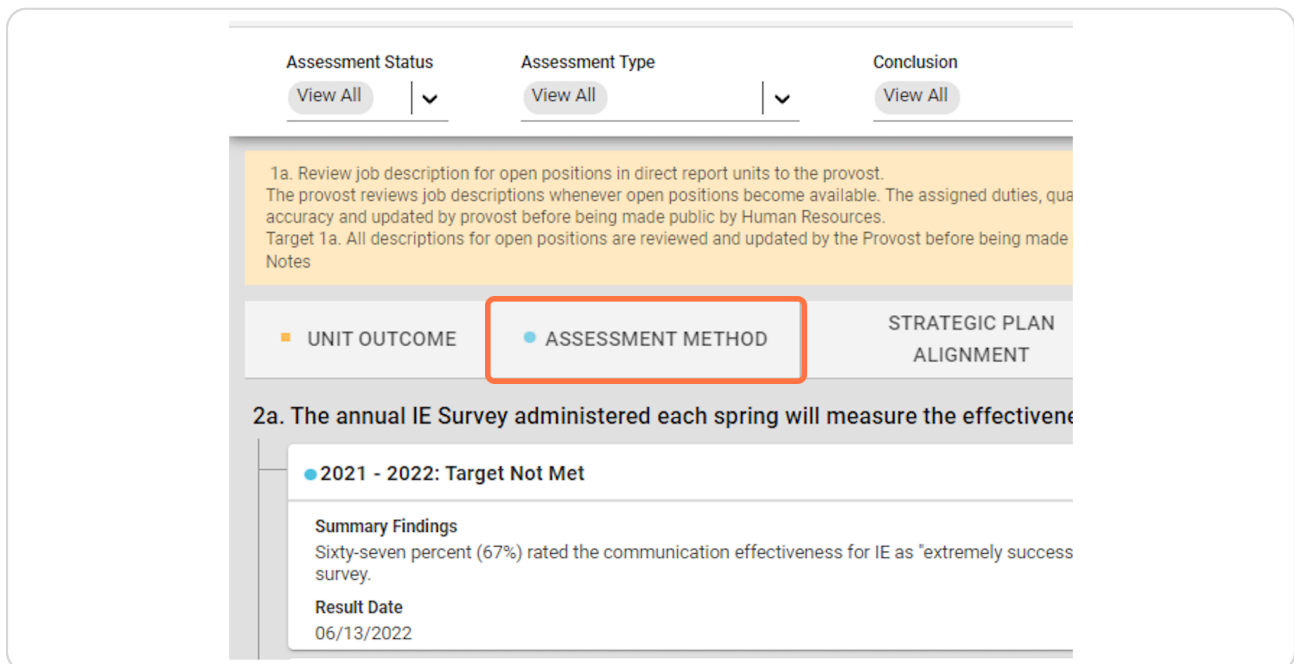 Assessment Status
Assessment Type
Conclusion
View All
View All
View All
1a. Review job description for open positions in direct report units to the provost.
The provost reviews job descriptions whenever open positions become available. The assigned duties, qua
accuracy and updated by provost before being made public by Human Resources.
Target 1a. All descriptions for open positions are reviewed and updated by the Provost before being made
Notes
UNIT OUTCOME
ASSESSMENT METHOD
STRATEGIC PLAN
ALIGNMENT
2a. The annual IE Survey administered each spring will measure the effectivene
2021 - 2022: Target Not Met
Summary Findings
Sixty-seven percent (67%) rated the communication effectiveness for IE as "extremely success
survey.
Result Date
06/13/2022